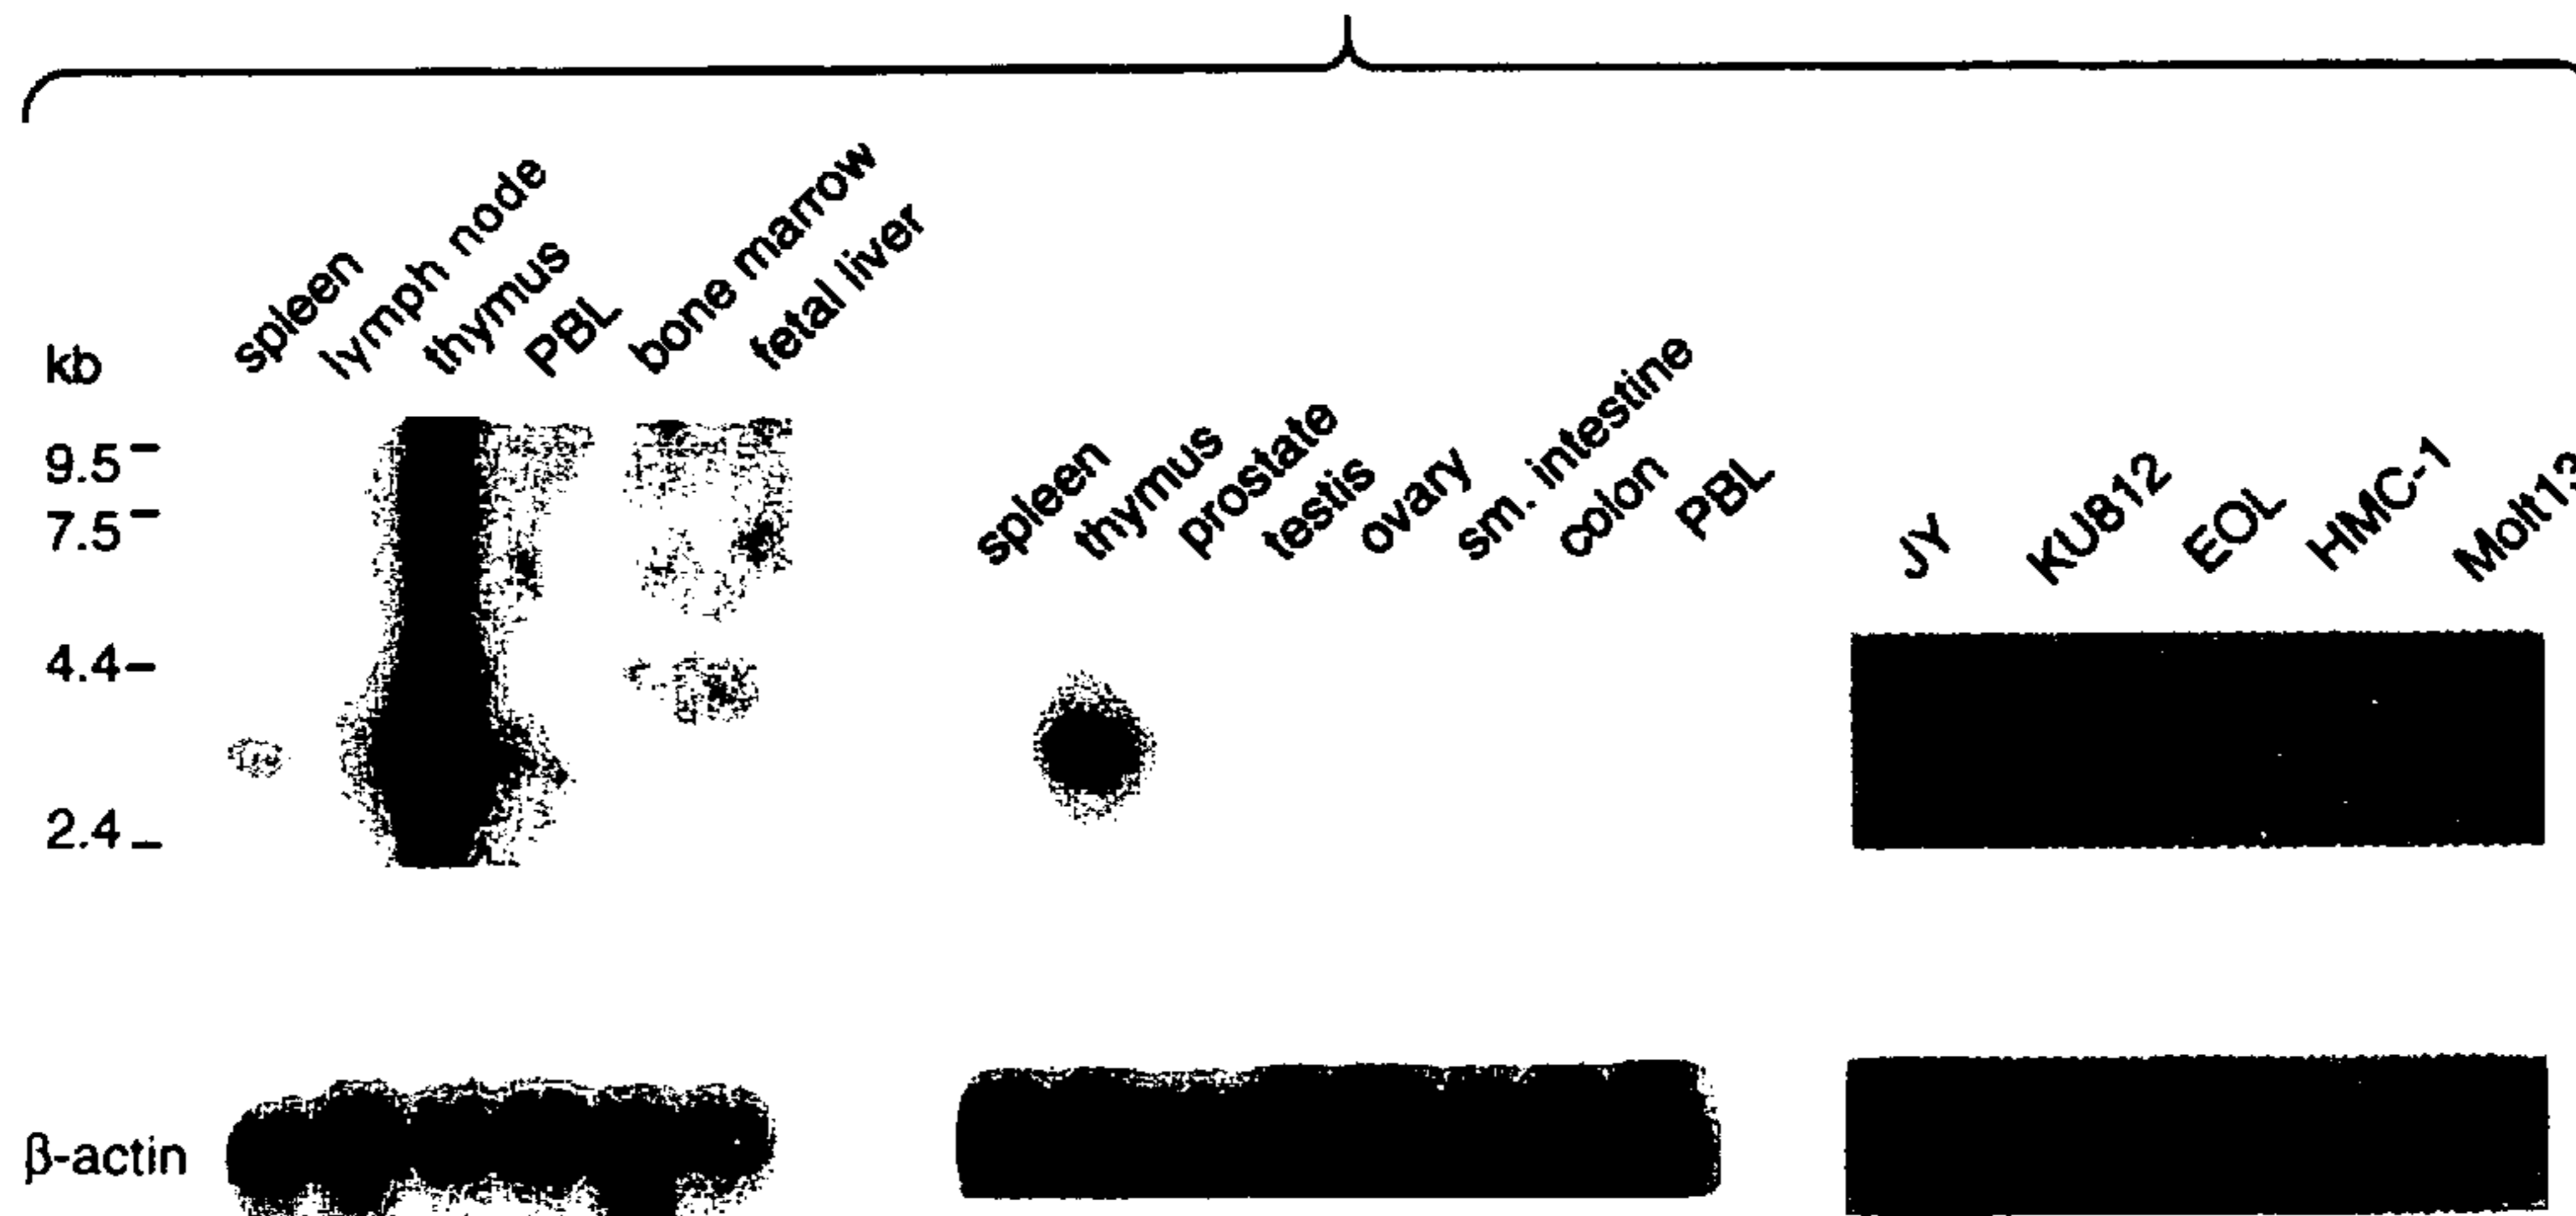 kb
spleen
lymph node
thymus
PBL
bone marrow
fetal liver
9.5
7.5
4.4
2.4
spleen
thymus
prostate
testis
ovary
sm. intestine
colon
PBL
JY
KU812
EOL
HMC-1
Molt13
β-actin